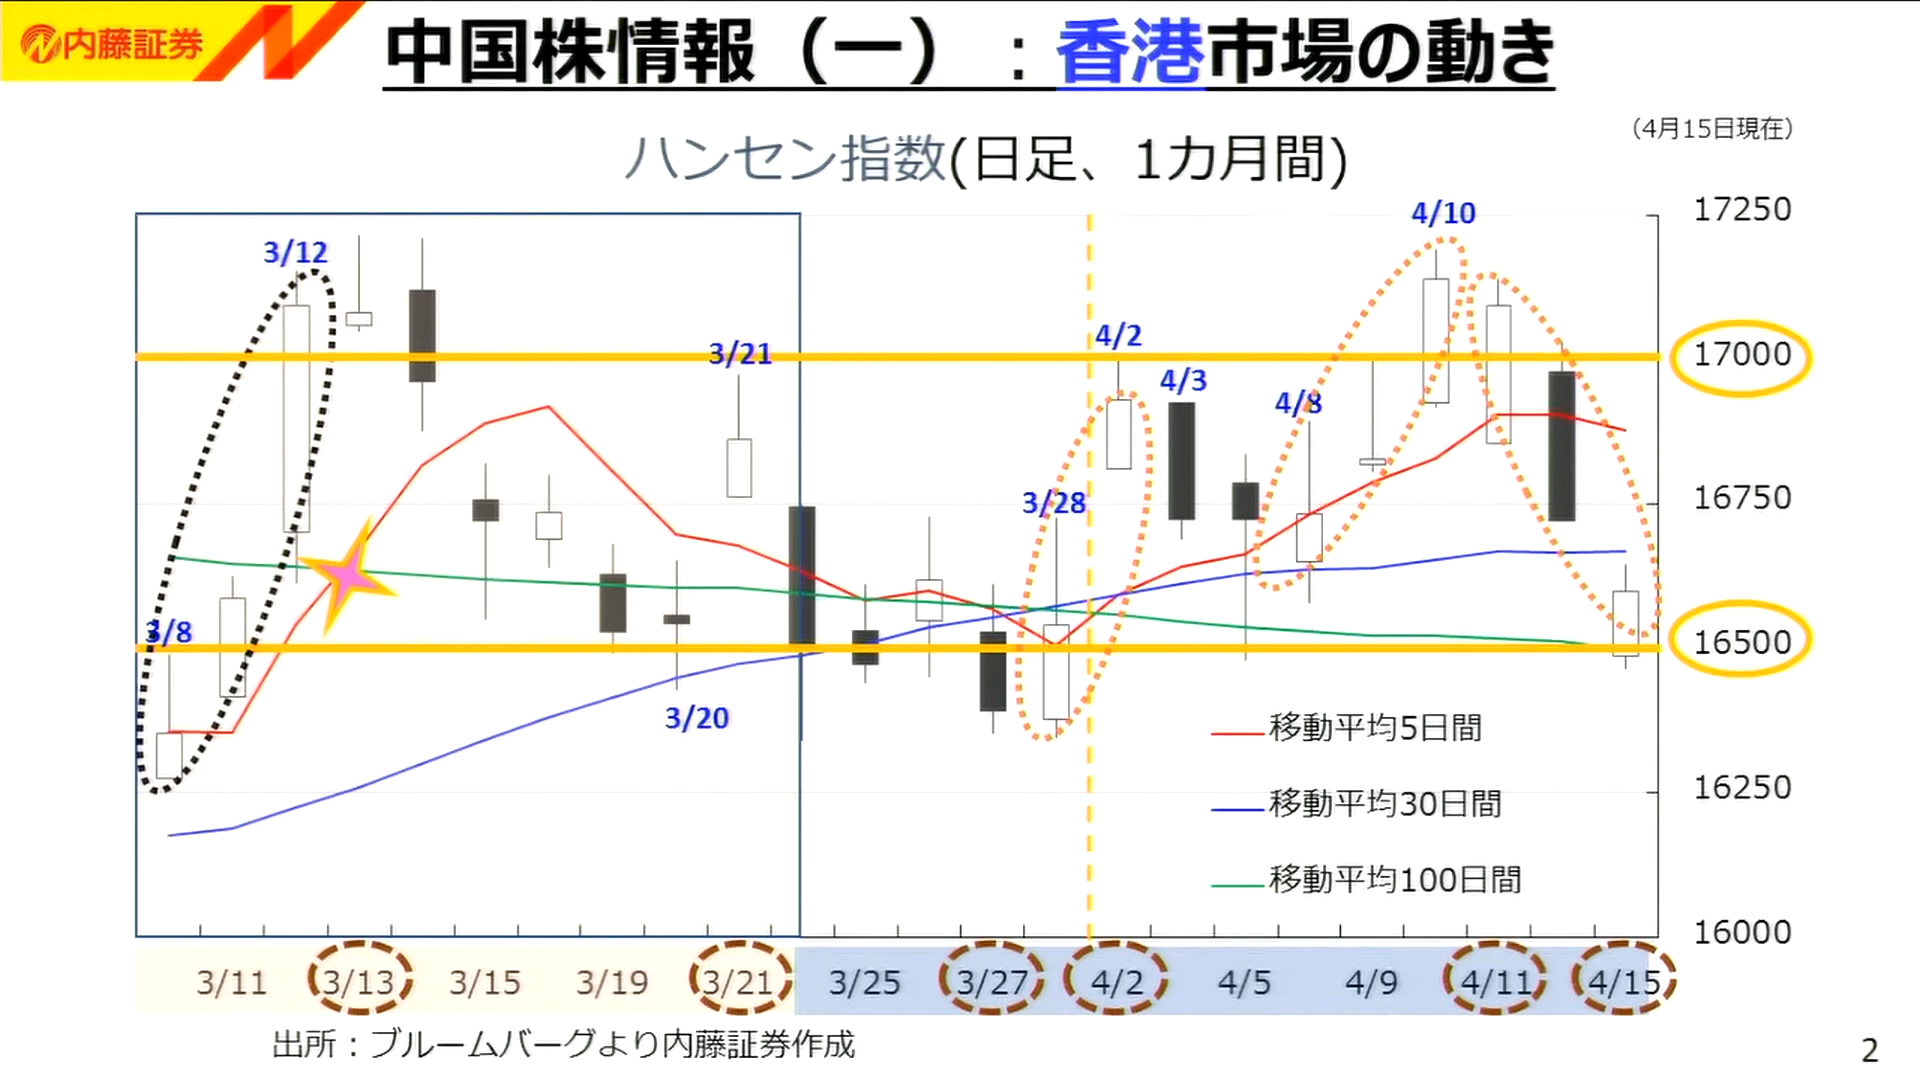 内藤証券
中国株情報（一）：香港市場の動き
（4月15日現在）
ハンセン指数(日足、1カ月間)
17250
17000
16750
16500
16250
16000
3/8
3/12
3/20
3/21
3/28
4/2
4/3
4/8
4/10
移動平均5日間
移動平均30日間
移動平均100日間
3/11 3/13 3/15 3/19 3/21 3/25 3/27 4/2 4/5 4/9 4/11 4/15
出所：ブルームバーグより内藤証券作成
2